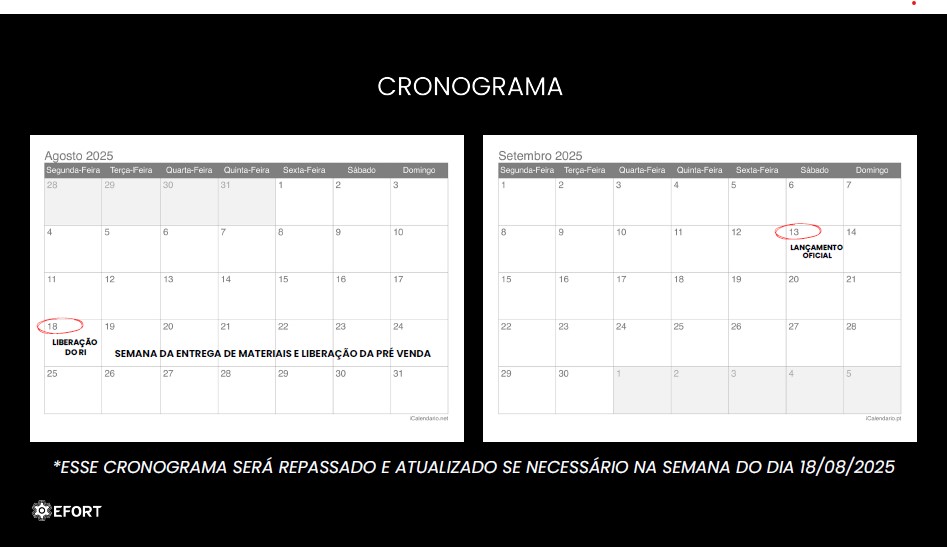 CRONOGRAMA
Agosto 2025
Segunda-Feira Terça-Feira Quarta-Feira Quinta-Feira Sexta-Feira Sábado Domingo
28 29 30 31 1 2 3
4 5 6 7 8 9 10
11 12 13 14 15 16 17
18 19 20 21 22 23 24
LIBERAÇÃO
DO RI
SEMANA DA ENTREGA DE MATERIAIS E LIBERAÇÃO DA PRÉ VENDA
25 26 27 28 29 30 31
iCalendario.net
Setembro 2025
Segunda-Feira Terça-Feira Quarta-Feira Quinta-Feira Sexta-Feira Sábado Domingo
1 2 3 4 5 6 7
8 9 10 11 12 13 14
LANÇAMENTO
OFICIAL
15 16 17 18 19 20 21
22 23 24 25 26 27 28
29 30 1 2 3 4 5
iCalendario.pt
*ESSE CRONOGRAMA SERÁ REPASSADO E ATUALIZADO SE NECESSÁRIO NA SEMANA DO DIA 18/08/2025
EFORT